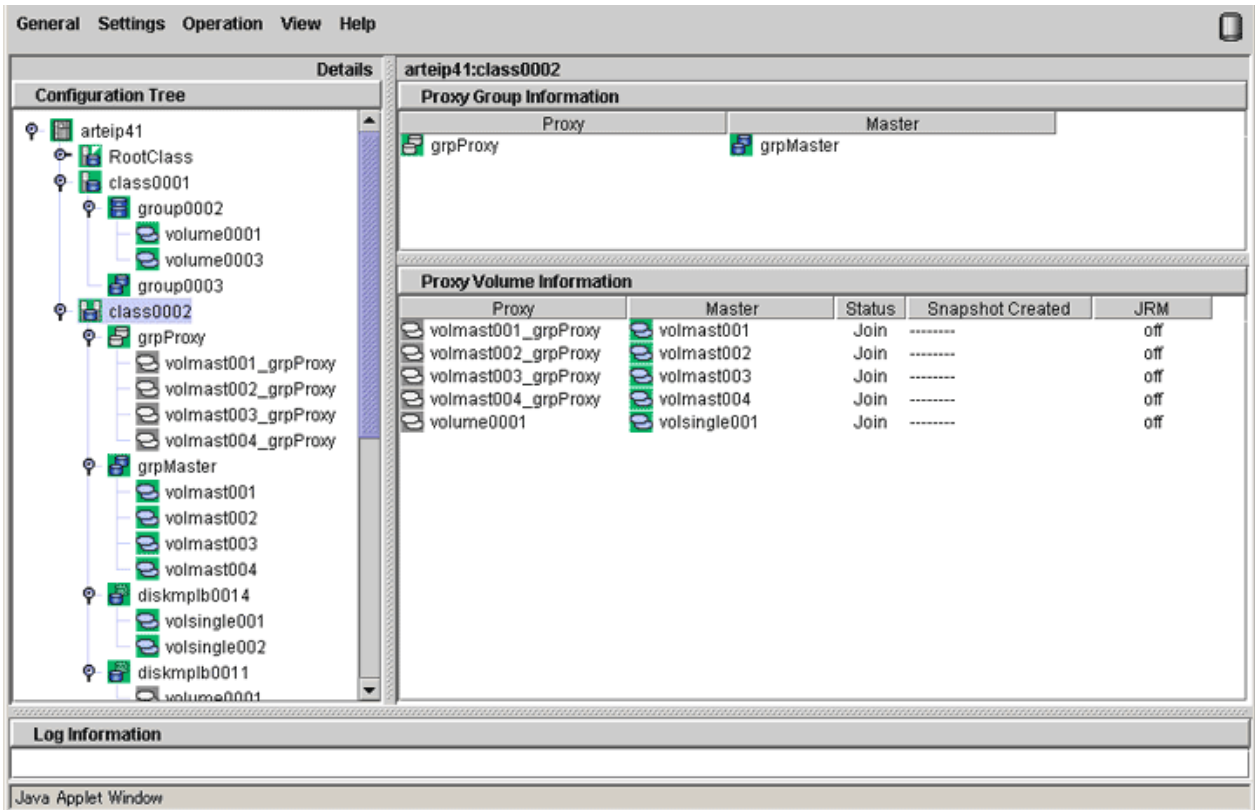 General Settings Operation View Help
Details
Configuration Tree
arteip41
RootClass
class0001
group0002
volume0001
volume0003
group0003
class0002
grpProxy
volmast001_grpProxy
volmast002_grpProxy
volmast003_grpProxy
volmast004_grpProxy
grpMaster
volmast001
volmast002
volmast003
volmast004
diskmplb0014
volsingle001
volsingle002
diskmplb0011
volume0001
arteip41:class0002
Proxy Group Information
Proxy Master
grpProxy grpMaster
Proxy Volume Information
Proxy Master Status Snapshot Created JRM
volmast001_grpProxy volmast001 Join -------- off
volmast002_grpProxy volmast002 Join -------- off
volmast003_grpProxy volmast003 Join -------- off
volmast004_grpProxy volmast004 Join -------- off
volume0001 volsingle001 Join -------- off
Log Information
Java Applet Window